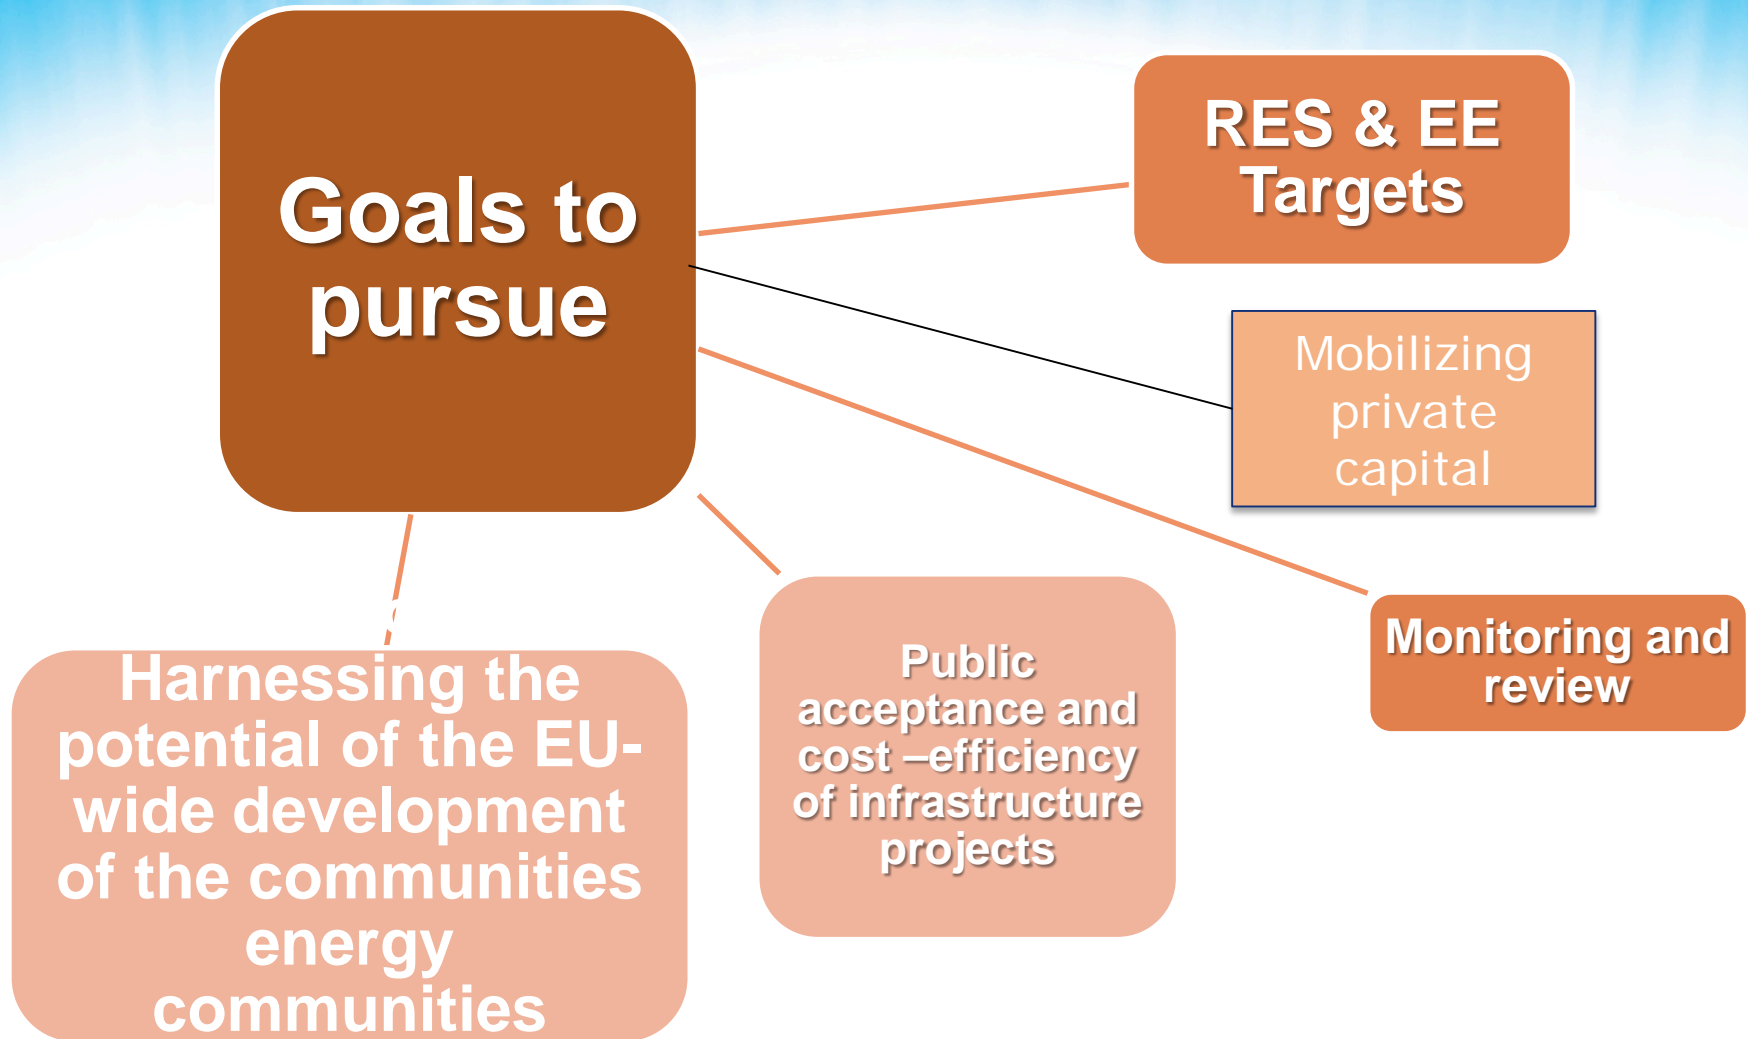 Goals to
pursue
RES & EE
Targets
Mobilizing
private
capital
Monitoring and
review
Public
acceptance and
cost –efficiency
of infrastructure
projects
Harnessing the
potential of the EU-
wide development
of the communities
energy
communities